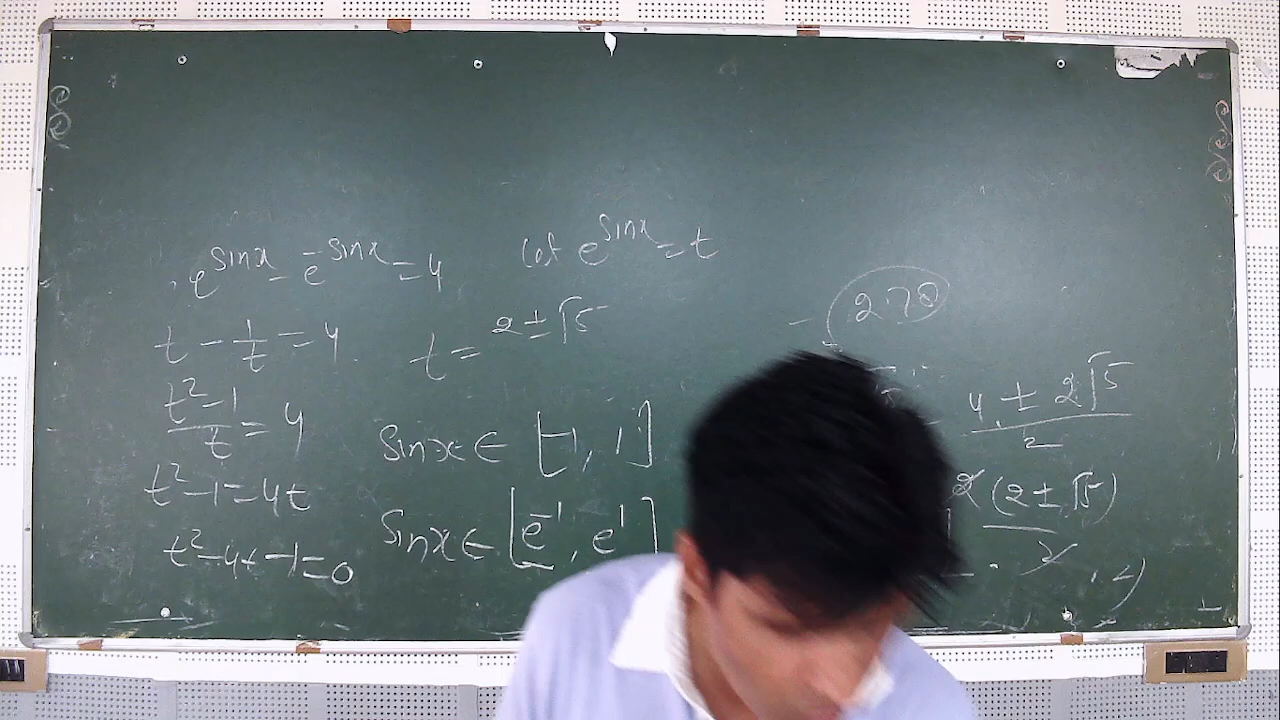 e^sinx - e^-sinx = 4
let e^sinx = t
t - 1/t = 4
t = 2 ± √5
(t² - 1)/t = 4
sinx ∈ [-1, 1]
t² - 1 = 4t
sinx ∈ [e^-1, e^1]
t² - 4t - 1 = 0
2.78
(4 ± 2√5)/2
2(2 ± √5)/2